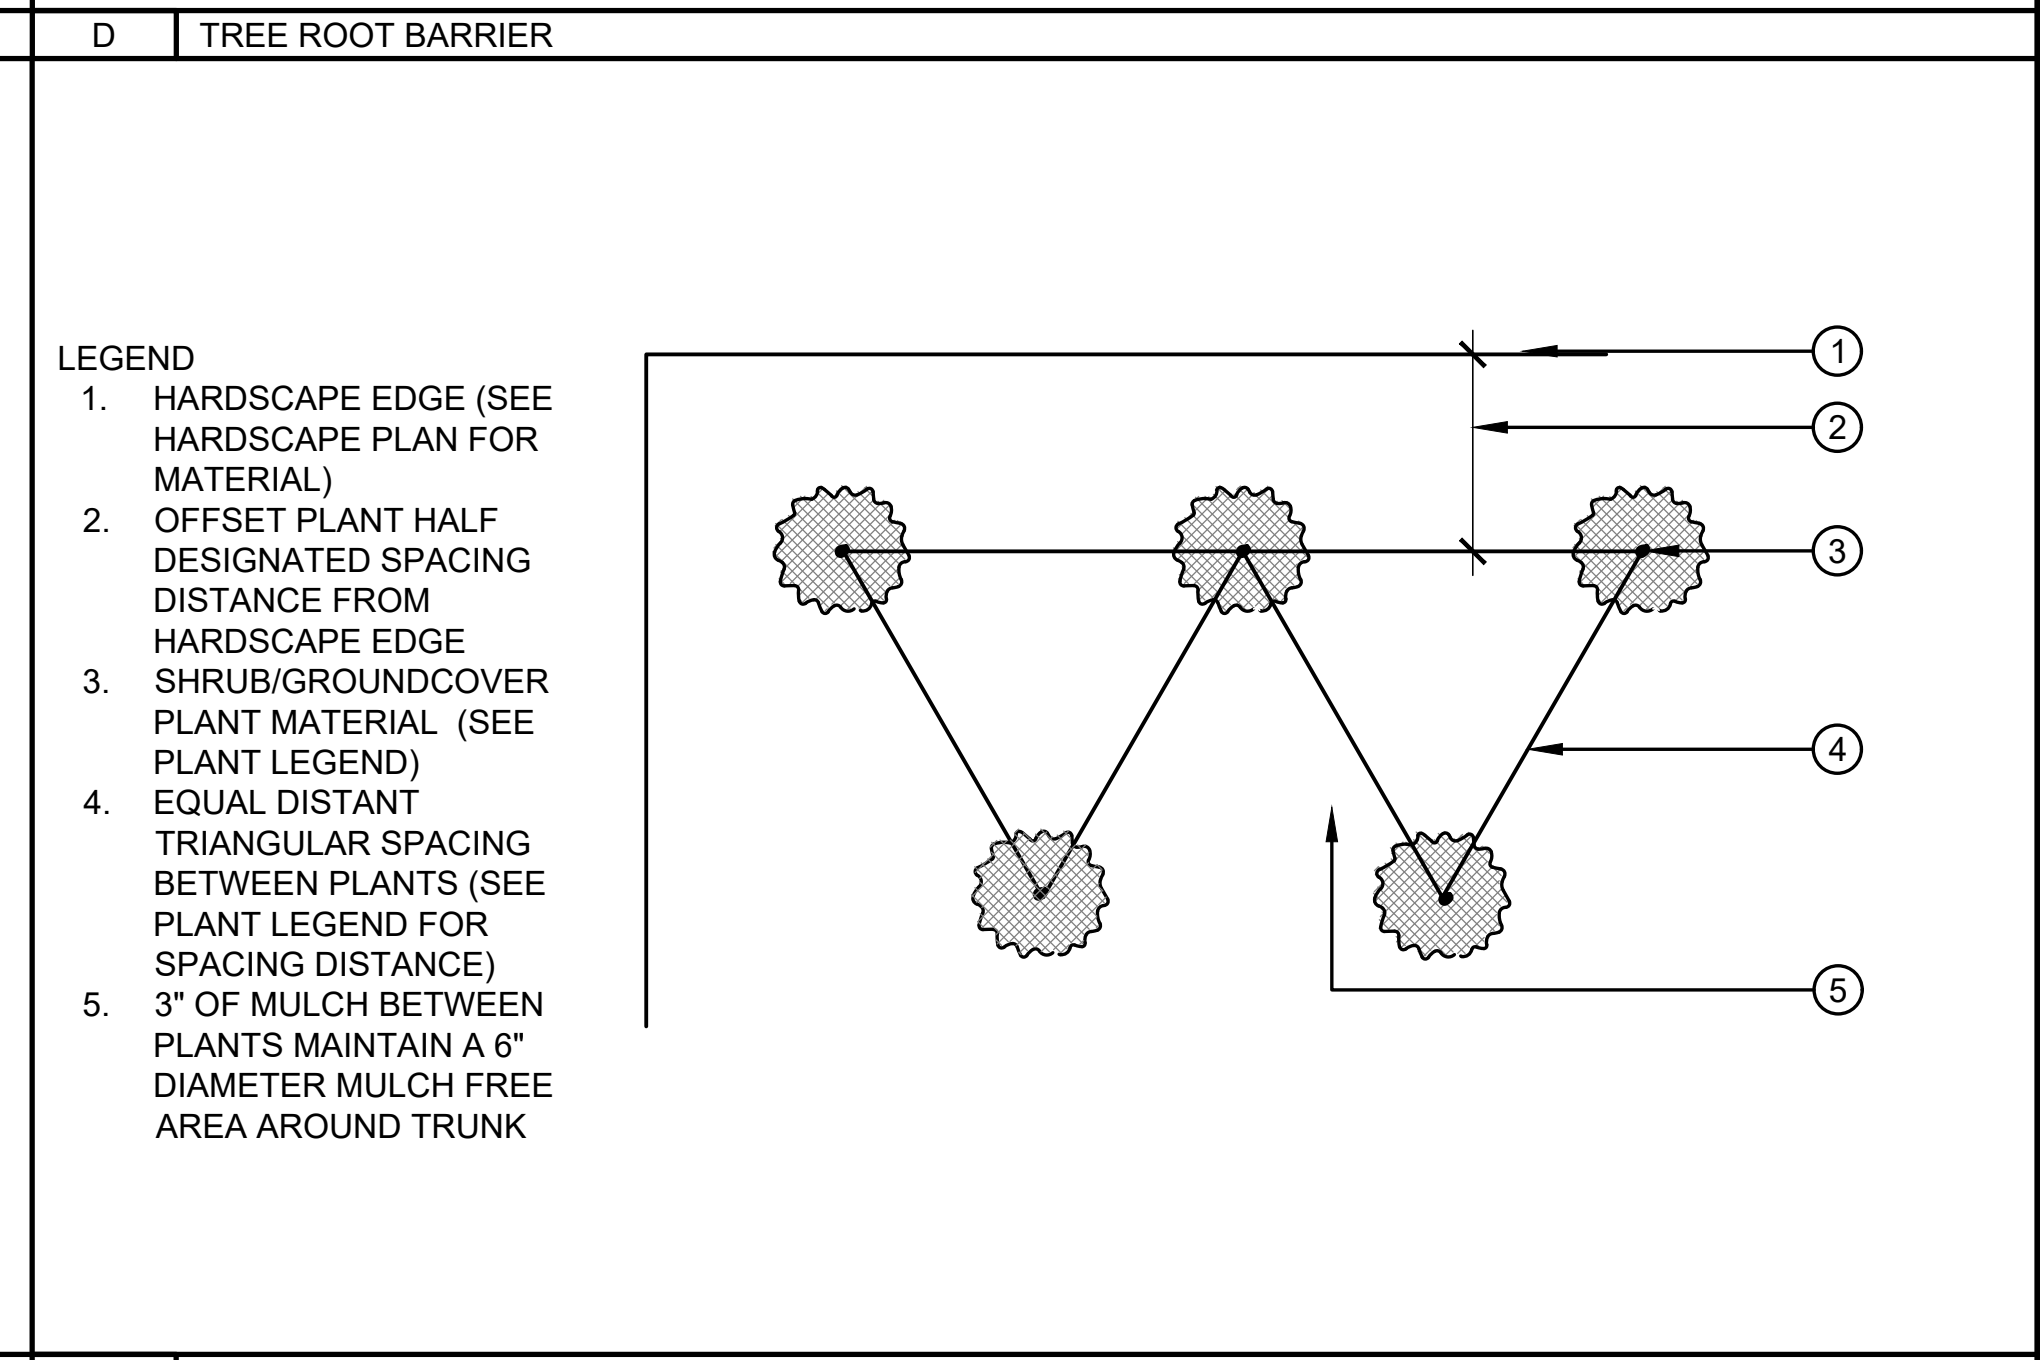 D TREE ROOT BARRIER
LEGEND
1. HARDSCAPE EDGE (SEE
HARDSCAPE PLAN FOR
MATERIAL)
2. OFFSET PLANT HALF
DESIGNATED SPACING
DISTANCE FROM
HARDSCAPE EDGE
3. SHRUB/GROUNDCOVER
PLANT MATERIAL (SEE
PLANT LEGEND)
4. EQUAL DISTANT
TRIANGULAR SPACING
BETWEEN PLANTS (SEE
PLANT LEGEND FOR
SPACING DISTANCE)
5. 3" OF MULCH BETWEEN
PLANTS MAINTAIN A 6"
DIAMETER MULCH FREE
AREA AROUND TRUNK
1
2
3
4
5